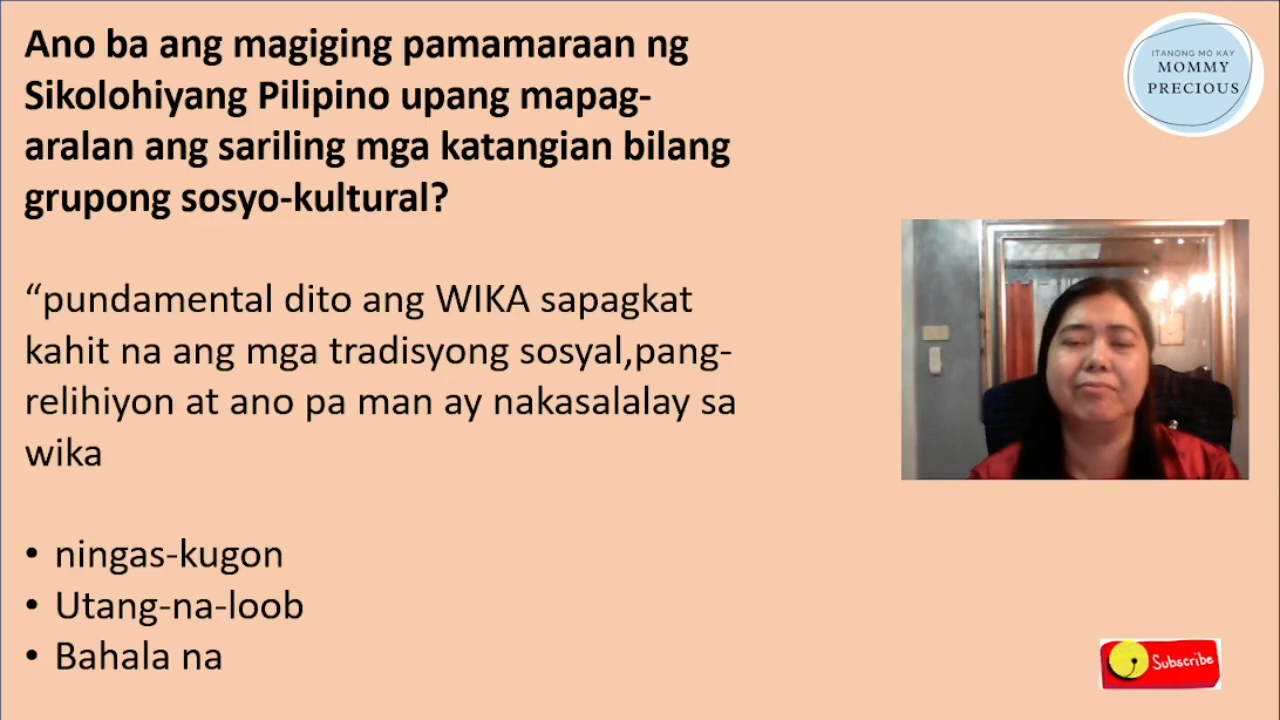 Ano ba ang magiging pamamaraan ng
Sikolohiyang Pilipino upang mapag-
aralan ang sariling mga katangian bilang
grupong sosyo-kultural?
“pundamental dito ang WIKA sapagkat
kahit na ang mga tradisyong sosyal,pang-
relihiyon at ano pa man ay nakasalalay sa
wika
• ningas-kugon
• Utang-na-loob
• Bahala na
ITANONG MO KAY
MOMMY
PRECIOUS
Subscribe